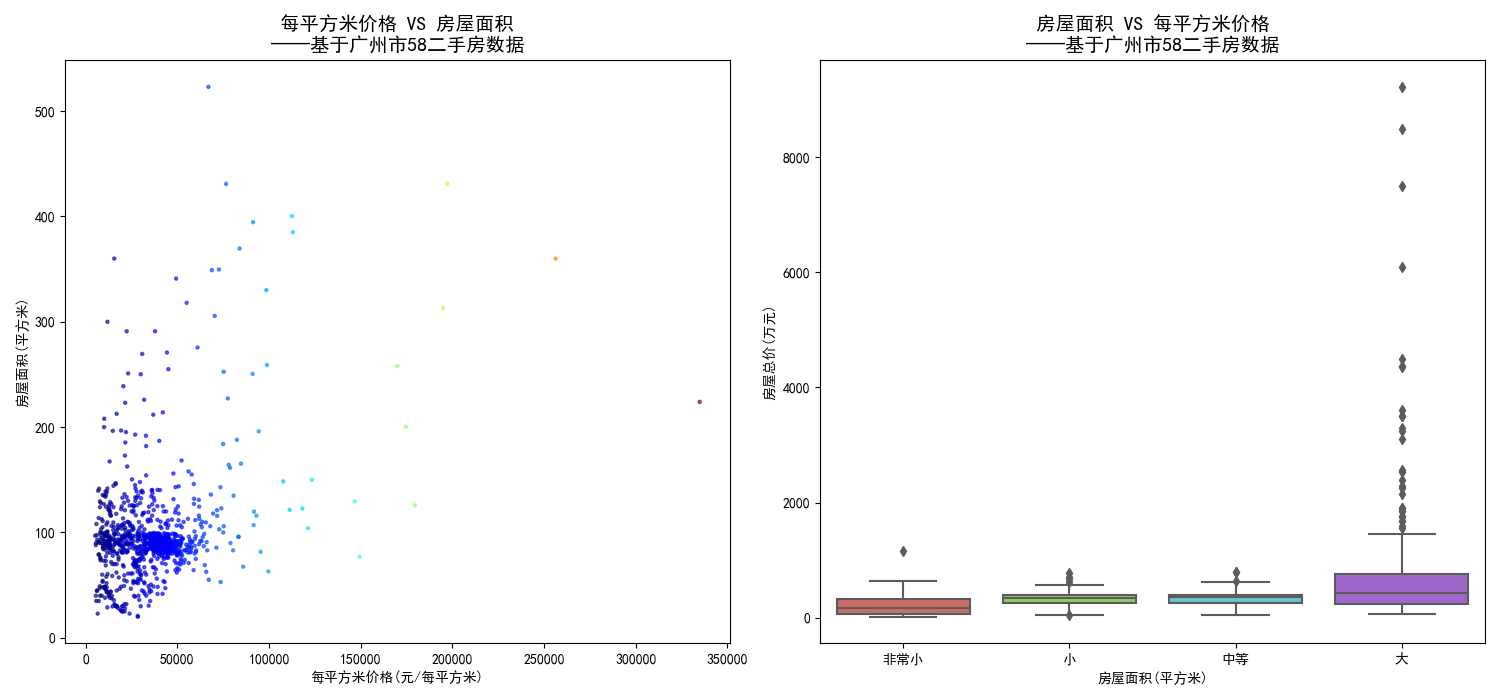 每平方米价格 VS 房屋面积
——基于广州市58二手房数据
房屋面积(平方米)
500
400
300
200
100
0
0 50000 100000 150000 200000 250000 300000 350000
每平方米价格(元/每平方米)
房屋面积 VS 每平方米价格
——基于广州市58二手房数据
房屋总价(万元)
8000
6000
4000
2000
0
非常小 小 中等 大
房屋面积(平方米)